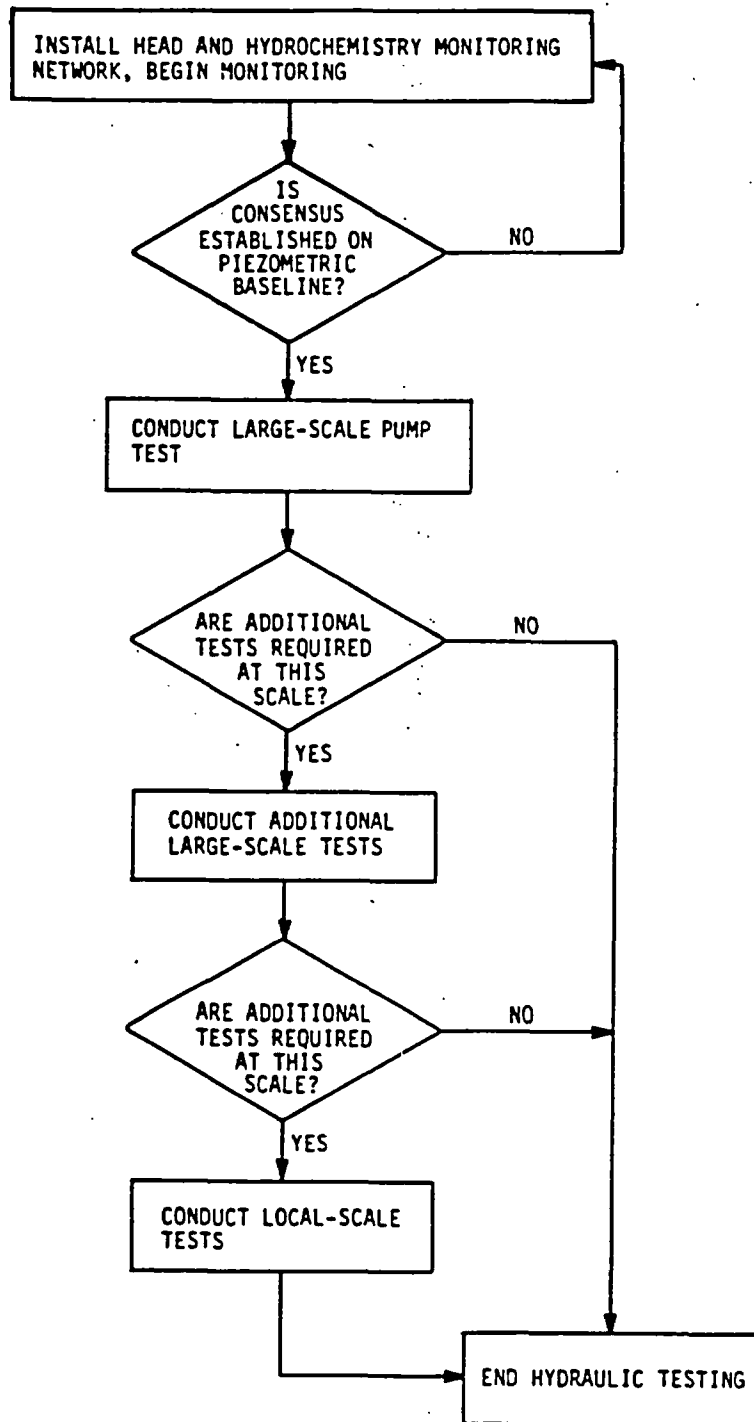 INSTALL HEAD AND HYDROCHEMISTRY MONITORING
NETWORK, BEGIN MONITORING
IS
CONSENSUS
ESTABLISHED ON
PIEZOMETRIC
BASELINE?
NO
YES
CONDUCT LARGE-SCALE PUMP
TEST
ARE ADDITIONAL
TESTS REQUIRED
AT THIS
SCALE?
NO
YES
CONDUCT ADDITIONAL
LARGE-SCALE TESTS
ARE ADDITIONAL
TESTS REQUIRED
AT THIS
SCALE?
NO
YES
CONDUCT LOCAL-SCALE
TESTS
END HYDRAULIC TESTING